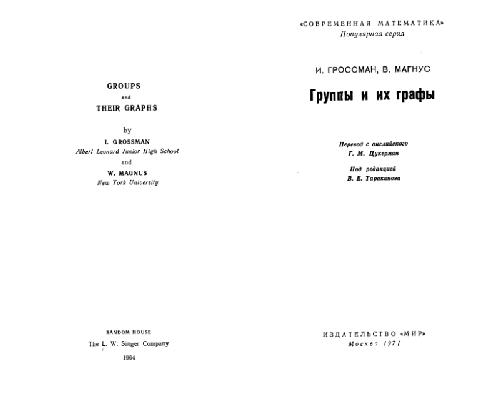 GROUPS
and
THEIR GRAPHS
by
I. GROSSMAN
Albert Leonard Junior High School
and
W. MAGNUS
New York University
RANDOM HOUSE
The L. W. Singer Company
1964
«СОВРЕМЕННАЯ МАТЕМАТИКА»
Популярная серия
И. ГРОССМАН, В. МАГНУС
Группы и их графы
Перевод с английского
Г. М. Цукерман
Под редакцией
В. Е. Тараканова
ИЗДАТЕЛЬСТВО «МИР»
Москва 1971